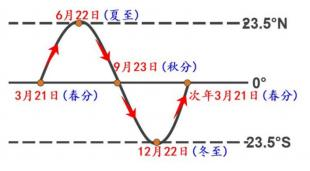 6月22日(夏至)
23.5°N
9月23日(秋分)
0°
3月21日(春分)
次年3月21日(春分)
23.5°S
12月22日(冬至)